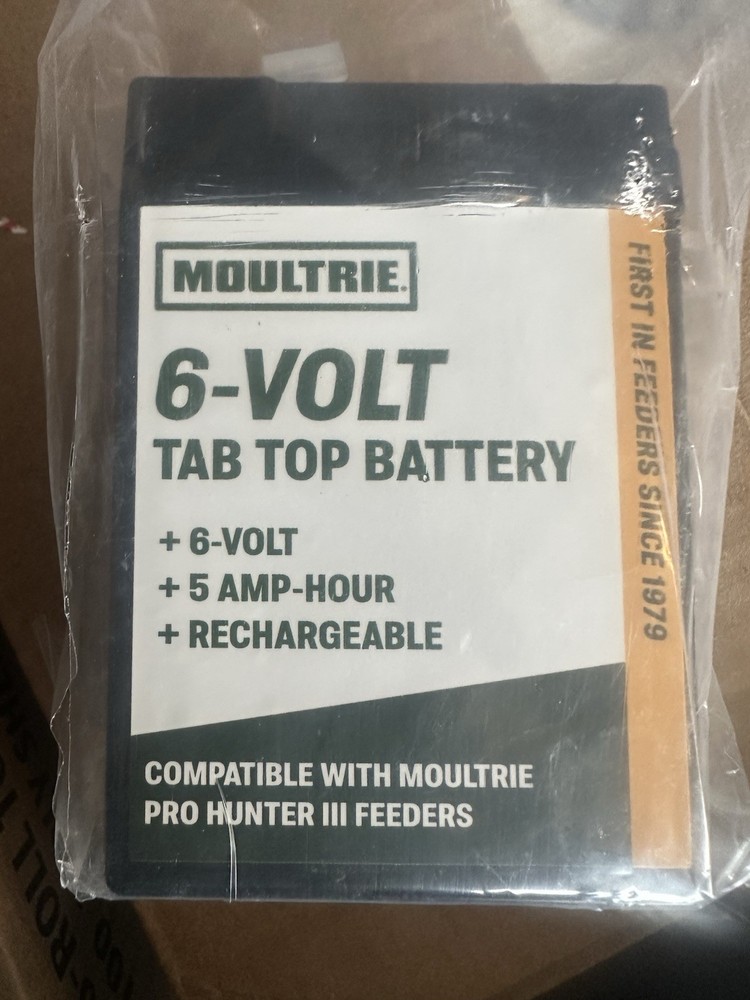 MOULTRIE.
6-VOLT
TAB TOP BATTERY
+ 6-VOLT
+ 5 AMP-HOUR
+ RECHARGEABLE
COMPATIBLE WITH MOULTRIE
PRO HUNTER III FEEDERS
FIRST IN FEEDERS SINCE 1979